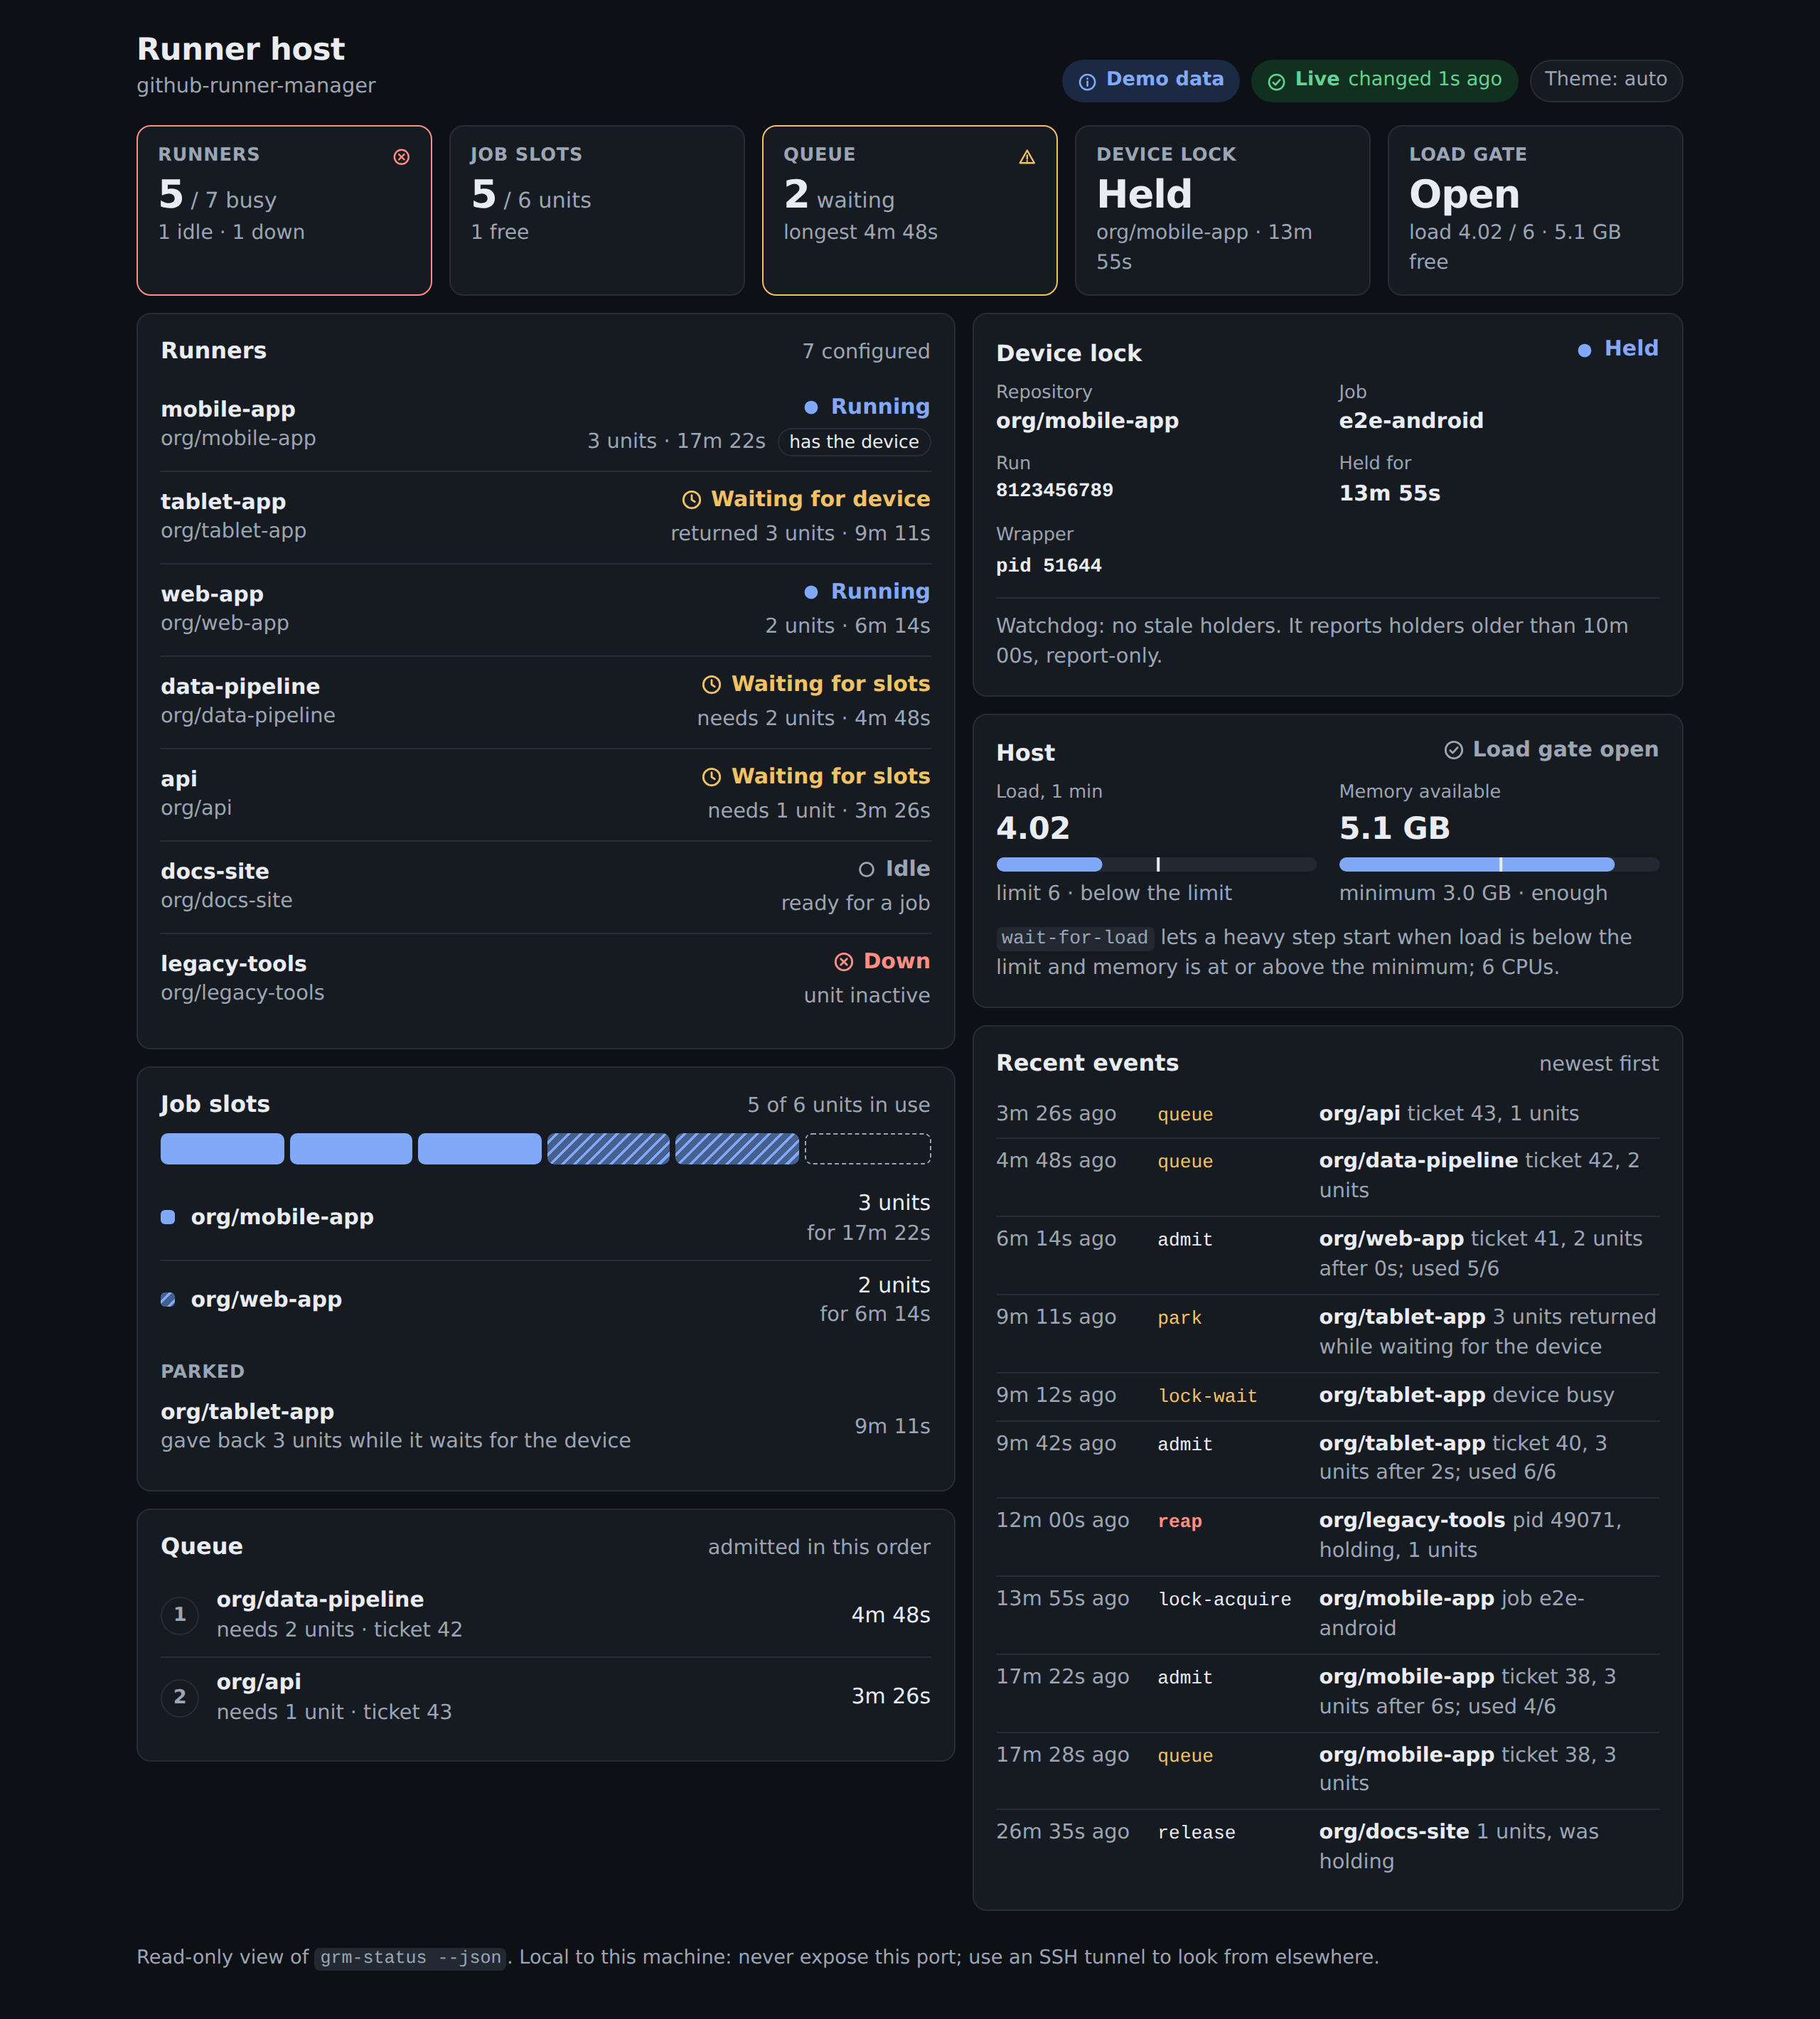 Runner host
github-runner-manager
Demo data
Live changed 1s ago
Theme: auto
RUNNERS
5 / 7 busy
1 idle · 1 down
JOB SLOTS
5 / 6 units
1 free
QUEUE
2 waiting
longest 4m 48s
DEVICE LOCK
Held
org/mobile-app · 13m
55s
LOAD GATE
Open
load 4.02 / 6 · 5.1 GB
free
Runners
7 configured
mobile-app
org/mobile-app
Running
3 units · 17m 22s has the device
tablet-app
org/tablet-app
Waiting for device
returned 3 units · 9m 11s
web-app
org/web-app
Running
2 units · 6m 14s
data-pipeline
org/data-pipeline
Waiting for slots
needs 2 units · 4m 48s
api
org/api
Waiting for slots
needs 1 unit · 3m 26s
docs-site
org/docs-site
Idle
ready for a job
legacy-tools
org/legacy-tools
Down
unit inactive
Job slots
5 of 6 units in use
org/mobile-app
3 units
for 17m 22s
org/web-app
2 units
for 6m 14s
PARKED
org/tablet-app
gave back 3 units while it waits for the device
9m 11s
Queue
admitted in this order
1
org/data-pipeline
needs 2 units · ticket 42
4m 48s
2
org/api
needs 1 unit · ticket 43
3m 26s
Device lock
Held
Repository
org/mobile-app
Job
e2e-android
Run
8123456789
Held for
13m 55s
Wrapper
pid 51644
Watchdog: no stale holders. It reports holders older than 10m
00s, report-only.
Host
Load gate open
Load, 1 min
4.02
limit 6 · below the limit
Memory available
5.1 GB
minimum 3.0 GB · enough
wait-for-load lets a heavy step start when load is below the
limit and memory is at or above the minimum; 6 CPUs.
Recent events
newest first
3m 26s ago queue org/api ticket 43, 1 units
4m 48s ago queue org/data-pipeline ticket 42, 2
units
6m 14s ago admit org/web-app ticket 41, 2 units
after 0s; used 5/6
9m 11s ago park org/tablet-app 3 units returned
while waiting for the device
9m 12s ago lock-wait org/tablet-app device busy
9m 42s ago admit org/tablet-app ticket 40, 3
units after 2s; used 6/6
12m 00s ago reap org/legacy-tools pid 49071,
holding, 1 units
13m 55s ago lock-acquire org/mobile-app job e2e-
android
17m 22s ago admit org/mobile-app ticket 38, 3
units after 6s; used 4/6
17m 28s ago queue org/mobile-app ticket 38, 3
units
26m 35s ago release org/docs-site 1 units, was
holding
Read-only view of grm-status --json. Local to this machine: never expose this port; use an SSH tunnel to look from elsewhere.